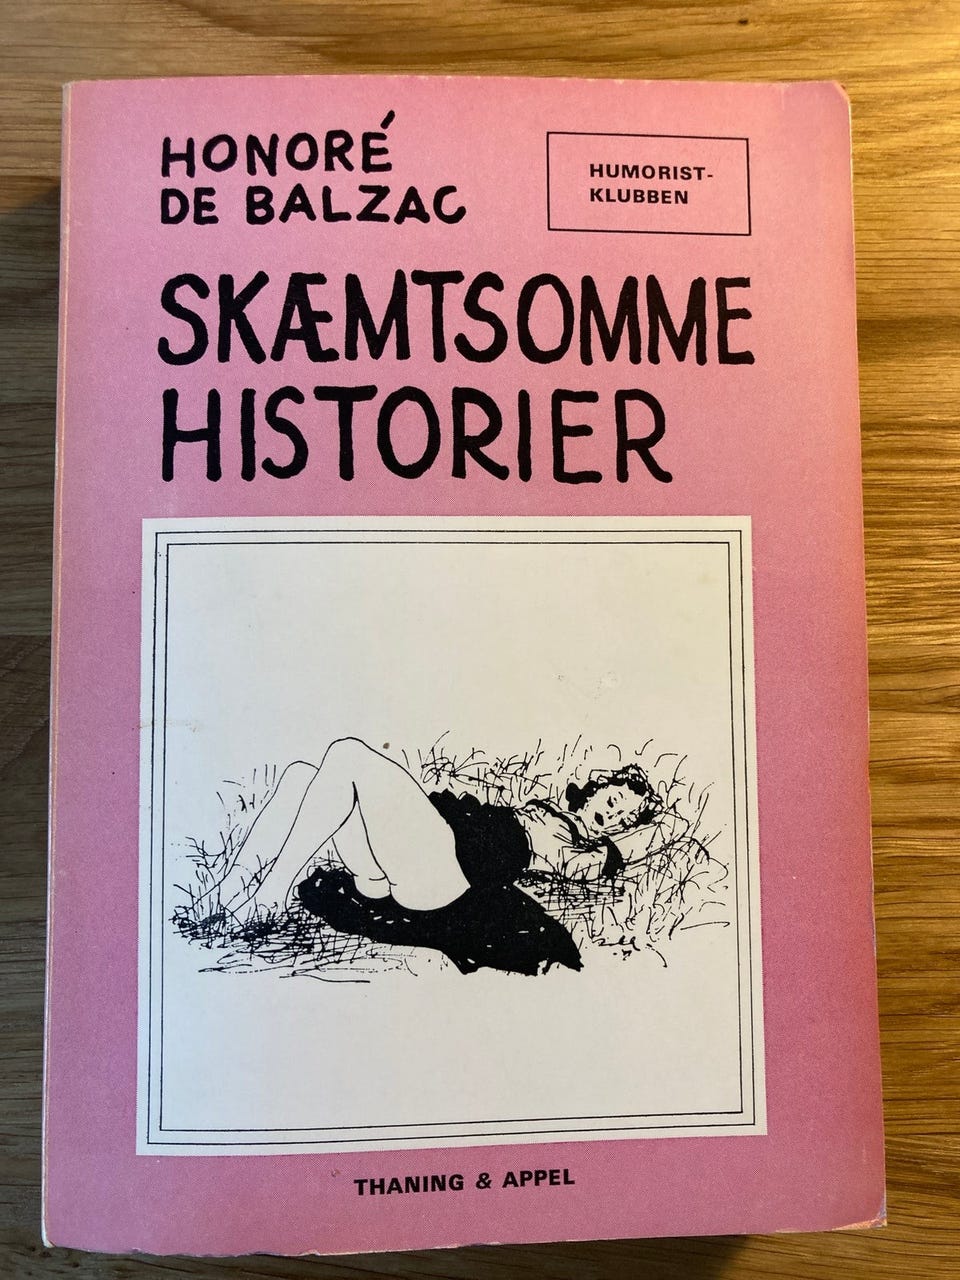 HONORÉ
DE BALZAC
HUMORIST-
KLUBBEN
SKÆMTSOMME
HISTORIER
THANING & APPEL